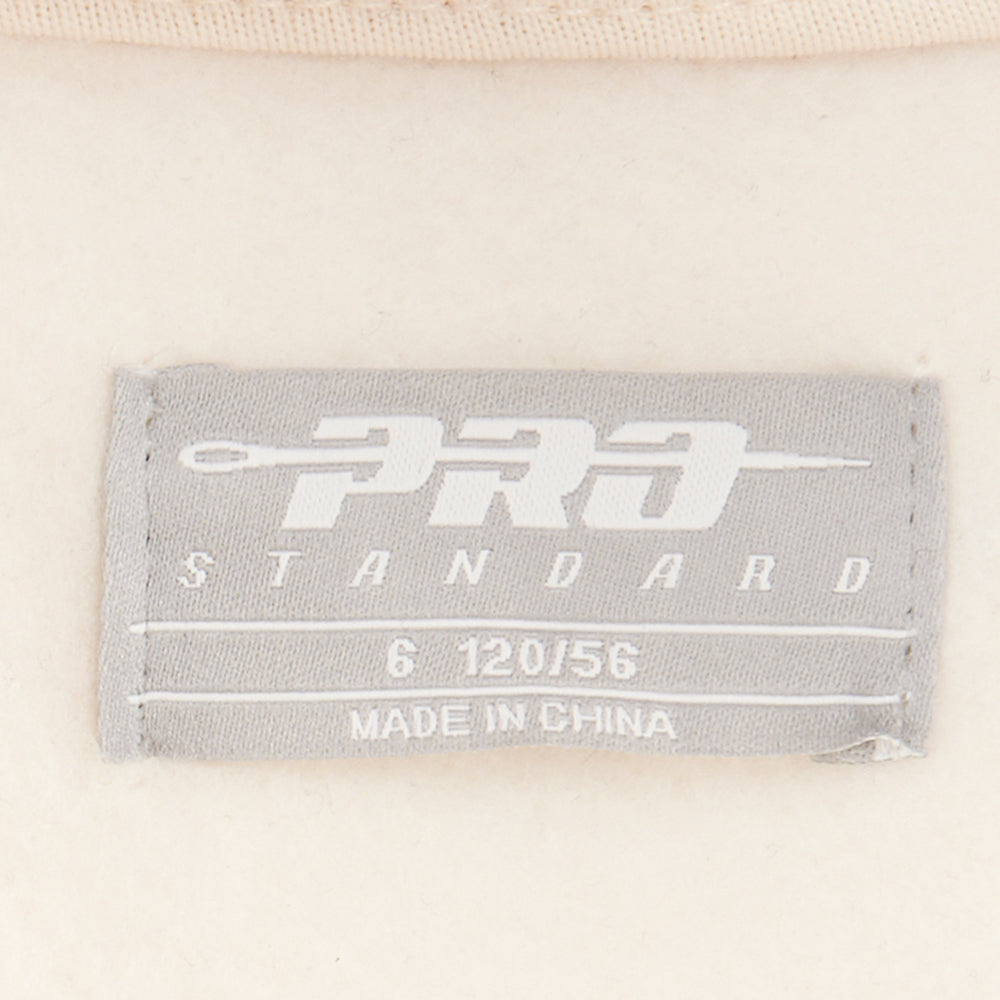 PRO
STANDARD
6 120/56
MADE IN CHINA